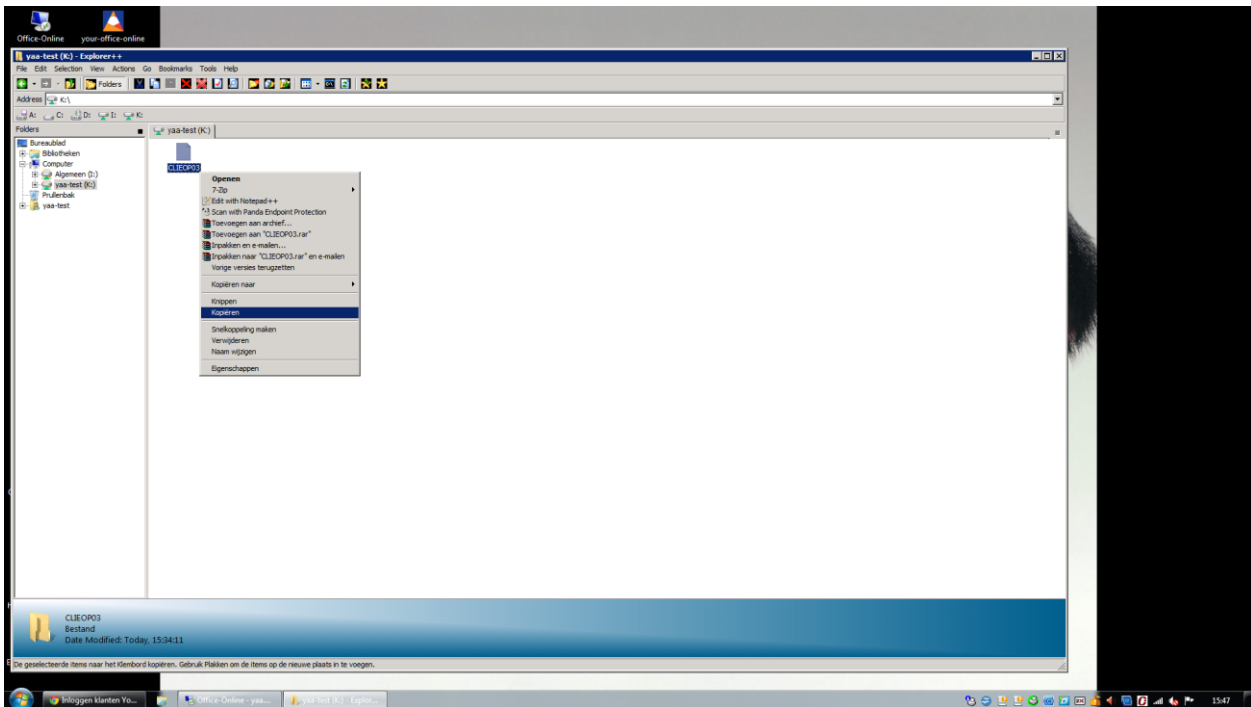 Office-Online
your-office-online
yaa-test (K:) - Explorer++
File Edit Selection View Actions Go Bookmarks Tools Help
Folders
Address K:\
A: C: D: I: K:
Folders
yaa-test (K:)
Bureaublad
Bibliotheken
Computer
Algemeen (I:)
yaa-test (K:)
Prullenbak
yaa-test
CLIEOP03
Openen
7-Zip
Edit with Notepad++
Scan with Panda Endpoint Protection
Toevoegen aan archief...
Toevoegen aan "CLIEOP03.rar"
Inpakken en e-mailen...
Inpakken naar "CLIEOP03.rar" en e-mailen
Vorige versies terugzetten
Kopiëren naar
Knippen
Kopiëren
Snelkoppeling maken
Verwijderen
Naam wijzigen
Eigenschappen
CLIEOP03
Bestand
Date Modified: Today, 15:34:11
De geselecteerde items naar het Klembord kopiëren. Gebruik Plakken om de items op de nieuwe plaats in te voegen.
Inloggen klanten Yo...
Office-Online - yaa...
yaa-test (K:) - Explor...
15:47